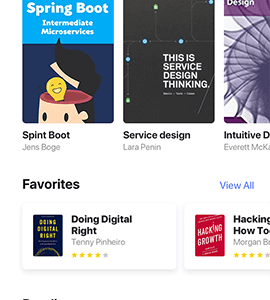 Spring Boot
Intermediate
Microservices
THIS IS
SERVICE
DESIGN
THINKING.
Design
Spint Boot
Jens Boge
Service design
Lara Penin
Intuitive D
Everett McKa
Favorites
View All
DOING
DIGITAL
RIGHT
Doing Digital
Right
Tenny Pinheiro
HACKING
GROWTH
Hacking
How Too
Morgan Br